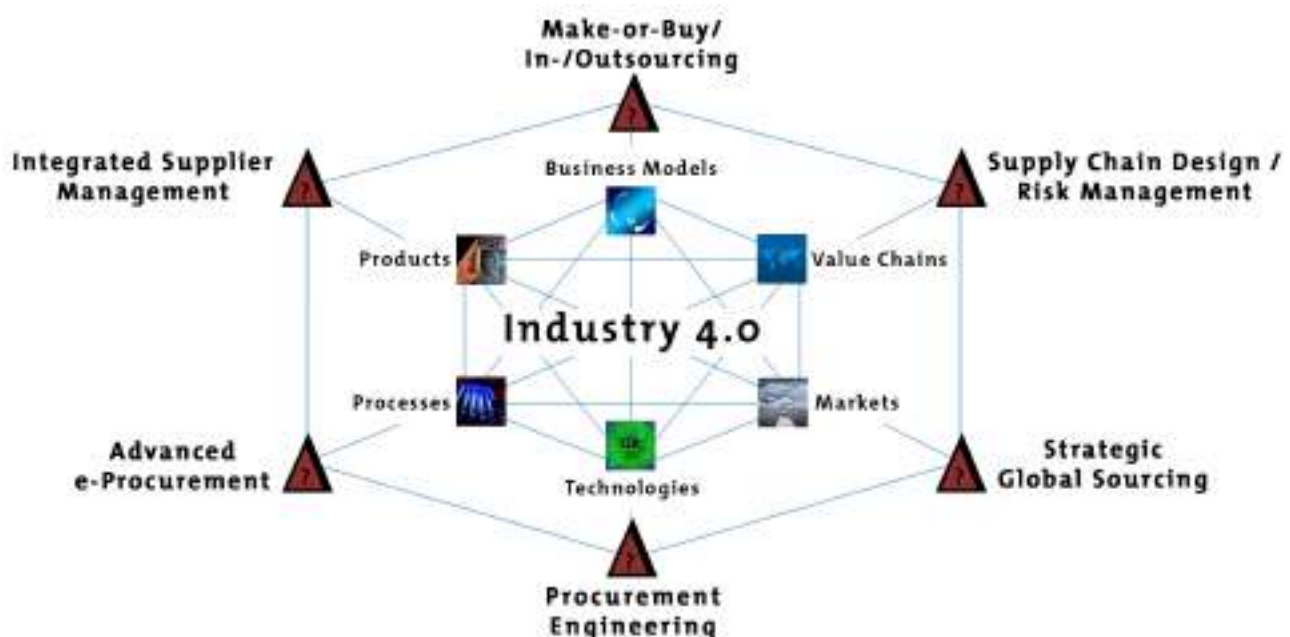 Make-or-Buy/
In-/Outsourcing
?
Integrated Supplier
Management
?
Supply Chain Design /
Risk Management
?
Business Models
Products
Value Chains
Industry 4.0
Processes
Markets
Advanced
e-Procurement
?
Strategic
Global Sourcing
?
Technologies
?
Procurement
Engineering